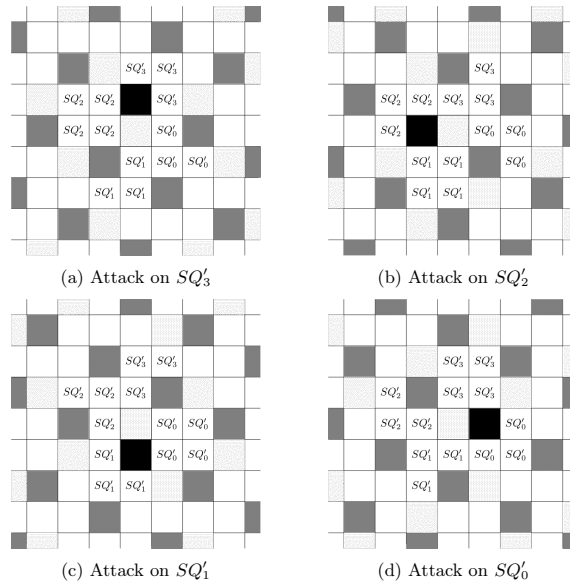 SQ′₃ SQ′₃
SQ′₂ SQ′₂ SQ′₃
SQ′₂ SQ′₂ SQ′₀
SQ′₁ SQ′₀ SQ′₀
SQ′₁ SQ′₁
(a) Attack on SQ′₃
SQ′₃
SQ′₂ SQ′₂ SQ′₃ SQ′₃
SQ′₂ SQ′₀ SQ′₀
SQ′₁ SQ′₁ SQ′₀
SQ′₁ SQ′₁
(b) Attack on SQ′₂
SQ′₃ SQ′₃
SQ′₂ SQ′₂ SQ′₃
SQ′₂ SQ′₀ SQ′₀
SQ′₁ SQ′₀ SQ′₀
SQ′₁ SQ′₁
(c) Attack on SQ′₁
SQ′₃ SQ′₃
SQ′₂ SQ′₃ SQ′₃
SQ′₂ SQ′₂ SQ′₀
SQ′₁ SQ′₁ SQ′₀ SQ′₀
SQ′₁
(d) Attack on SQ′₀